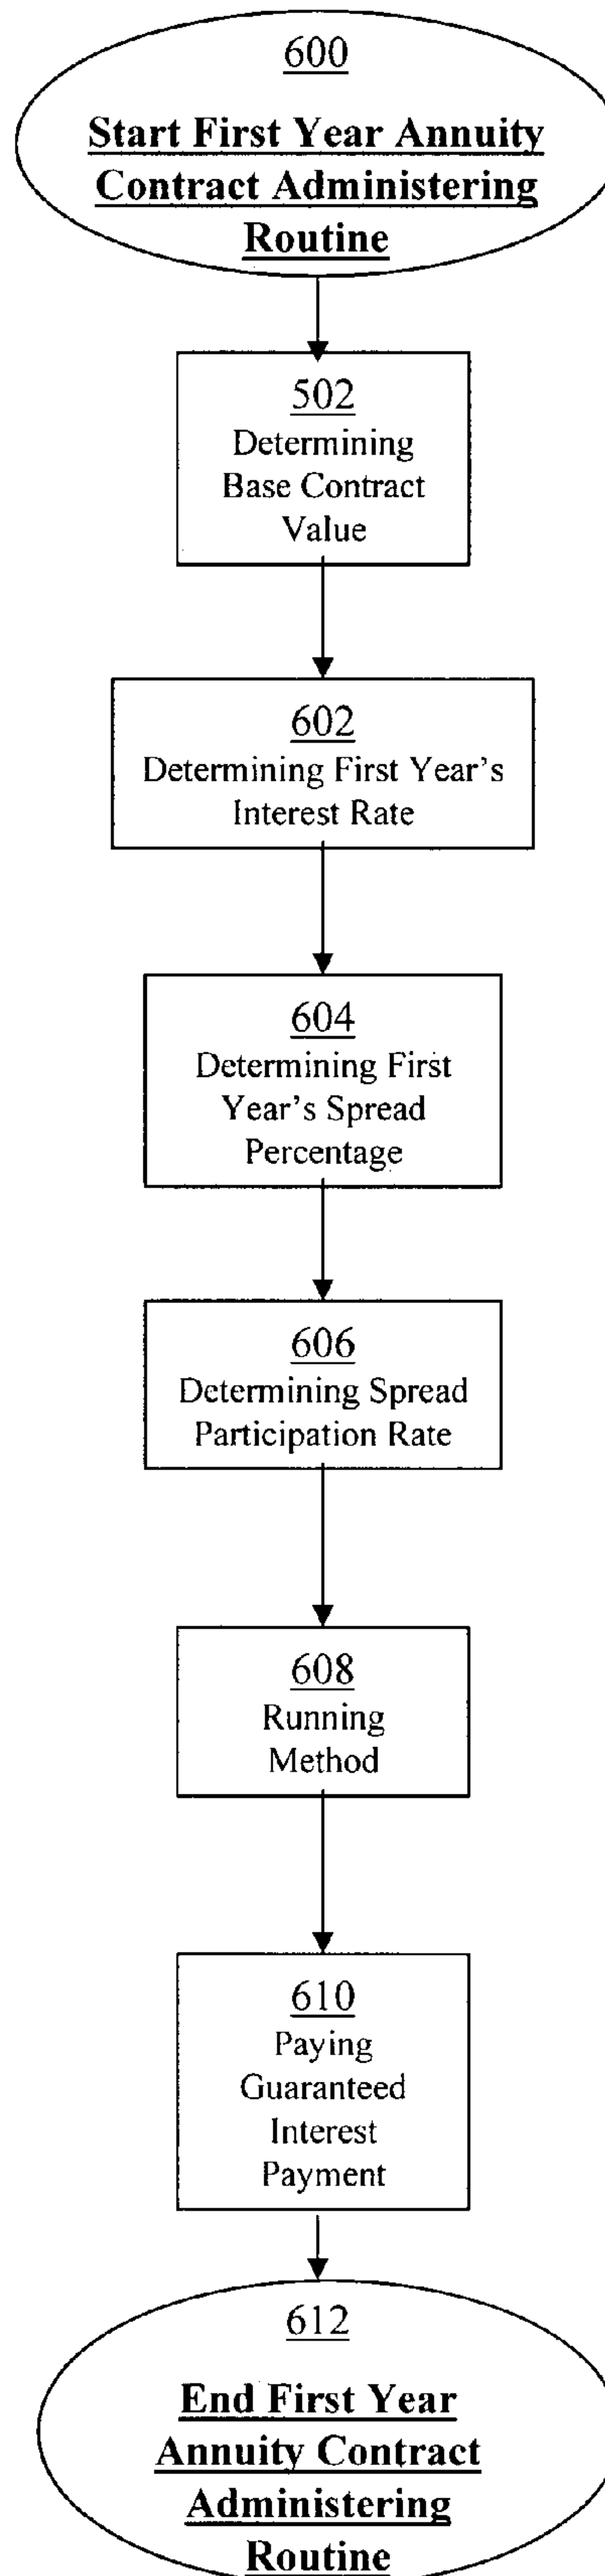 600
Start First Year Annuity
Contract Administering
Routine
502
Determining
Base Contract
Value
602
Determining First Year's
Interest Rate
604
Determining First
Year's Spread
Percentage
606
Determining Spread
Participation Rate
608
Running
Method
610
Paying
Guaranteed
Interest
Payment
612
End First Year
Annuity Contract
Administering
Routine